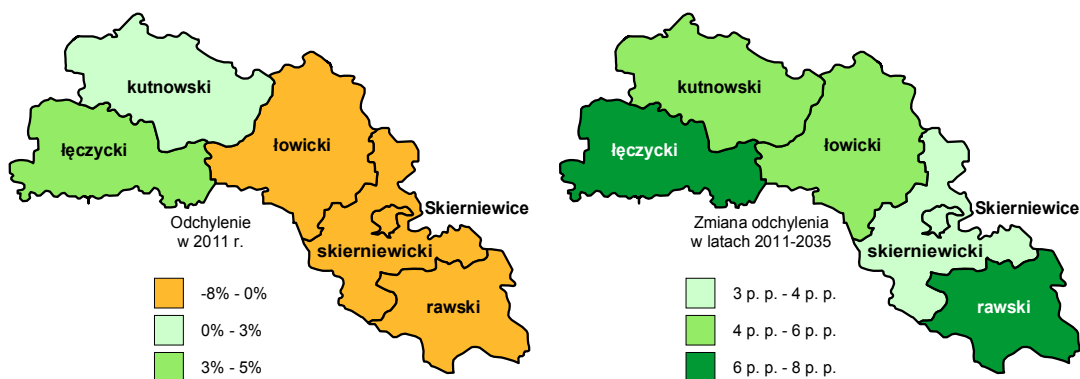 kutnowski
łęczycki
łowicki
Skierniewice
skierniewicki
rawski
Odchylenie
w 2011 r.
-8% - 0%
0% - 3%
3% - 5%
kutnowski
łęczycki
łowicki
Skierniewice
skierniewicki
rawski
Zmiana odchylenia
w latach 2011-2035
3 p. p. - 4 p. p.
4 p. p. - 6 p. p.
6 p. p. - 8 p. p.